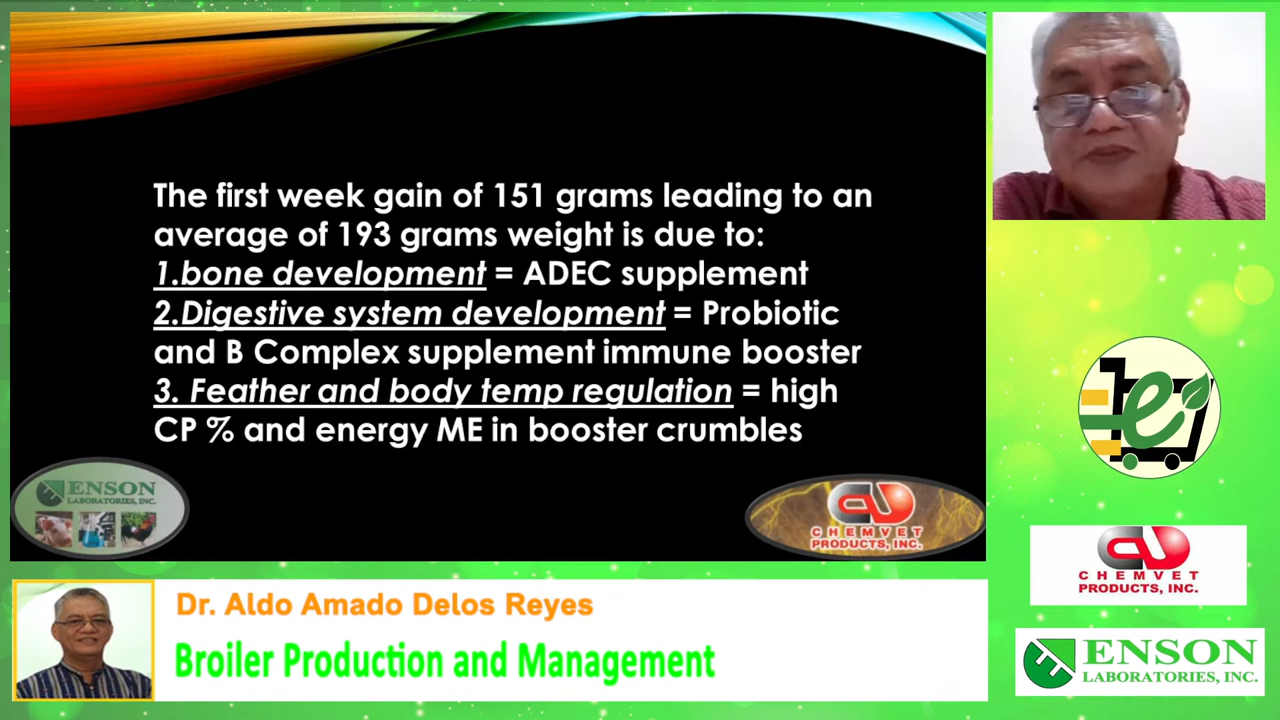 The first week gain of 151 grams leading to an
average of 193 grams weight is due to:
1.bone development = ADEC supplement
2.Digestive system development = Probiotic
and B Complex supplement immune booster
3. Feather and body temp regulation = high
CP % and energy ME in booster crumbles
ENSON
LABORATORIES, INC.
CHEMVET
PRODUCTS, INC.
Dr. Aldo Amado Delos Reyes
Broiler Production and Management
e
CHEMVET
PRODUCTS, INC.
ENSON
LABORATORIES, INC.